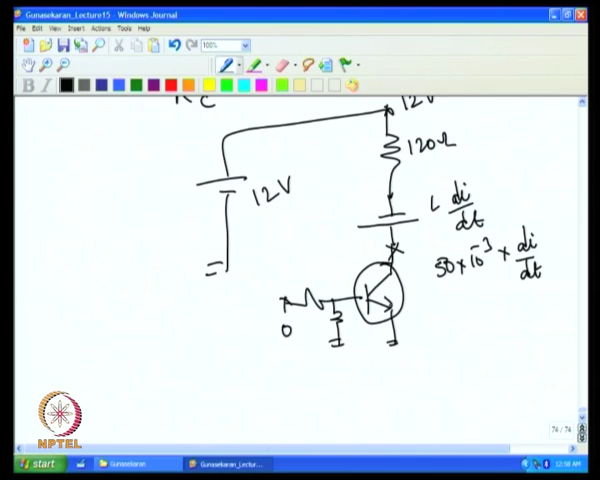 Gunasekaran_Lecture15 - Windows Journal
File Edit View Insert Actions Tools Help
100%
B I
12V
120Ω
12V
L di/dt
50 × 10⁻³ × di/dt
0
NPTEL
74 / 74
start Gunasekaran Gunasekaran_Lectur... 12:58 AM